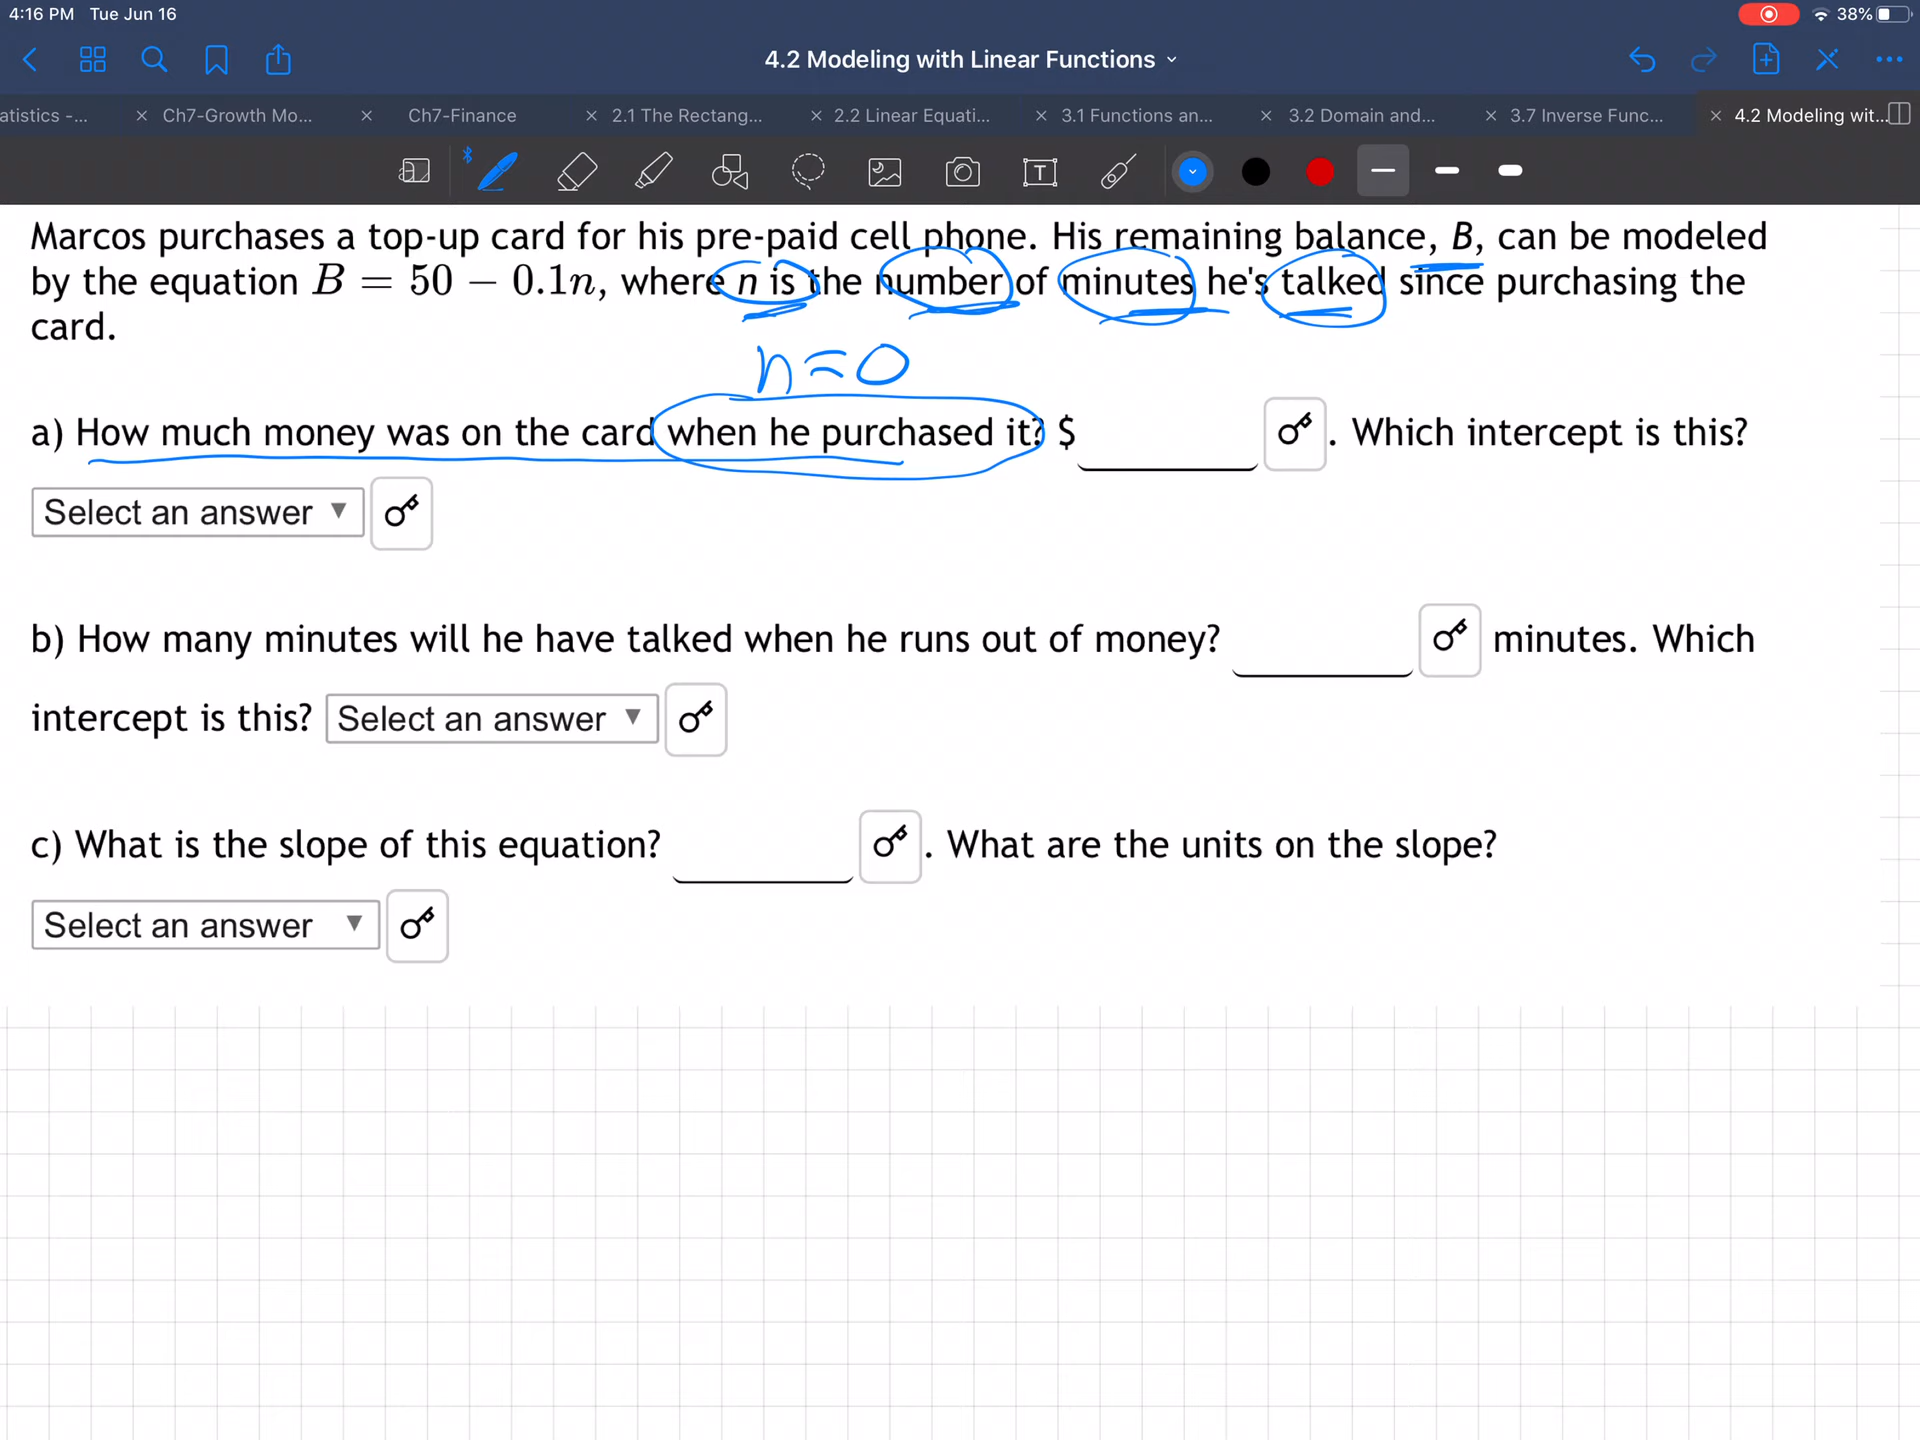 4:16 PM Tue Jun 16
38%
4.2 Modeling with Linear Functions
atistics -...
Ch7-Growth Mo...
Ch7-Finance
2.1 The Rectang...
2.2 Linear Equati...
3.1 Functions an...
3.2 Domain and...
3.7 Inverse Func...
4.2 Modeling wit...
T
Marcos purchases a top-up card for his pre-paid cell phone. His remaining balance, B, can be modeled
by the equation B = 50 − 0.1n, where n is the number of minutes he's talked since purchasing the
card.
n=0
a) How much money was on the card when he purchased it? $ . Which intercept is this?
Select an answer
b) How many minutes will he have talked when he runs out of money? minutes. Which
intercept is this? Select an answer
c) What is the slope of this equation? . What are the units on the slope?
Select an answer